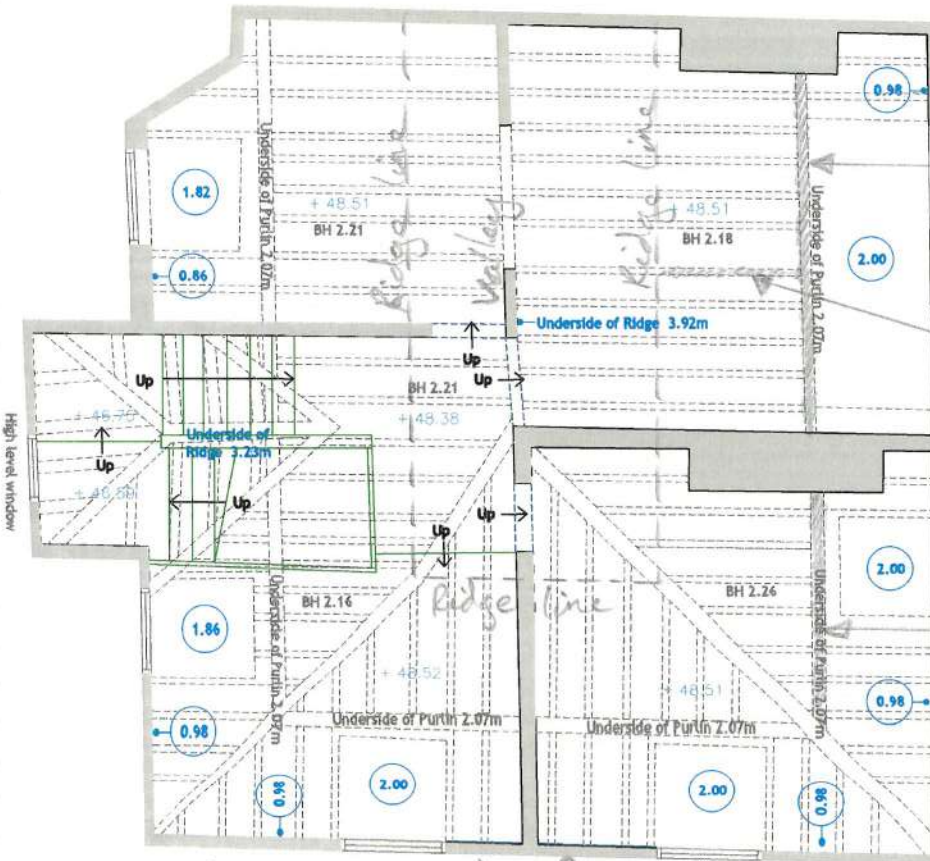 0.98
1.82
Underside of Purlin 2.07m
+ 48.51
BH 2.21
Ridge line
Valley
Ridge line
+ 48.51
BH 2.18
Underside of Purlin 2.07m
2.00
0.86
Underside of Ridge 3.92m
Up
Up
Up
BH 2.21
+ 48.38
Underside of
Ridge 3.23m
Up
Up
Up
Up
High level window
BH 2.16
Ridge line
BH 2.26
2.00
1.86
Underside of Purlin 2.07m
Underside of Purlin 2.07m
+ 48.52
+ 48.51
Underside of Purlin 2.07m
Underside of Purlin 2.07m
0.98
0.98
0.98
2.00
2.00
0.98